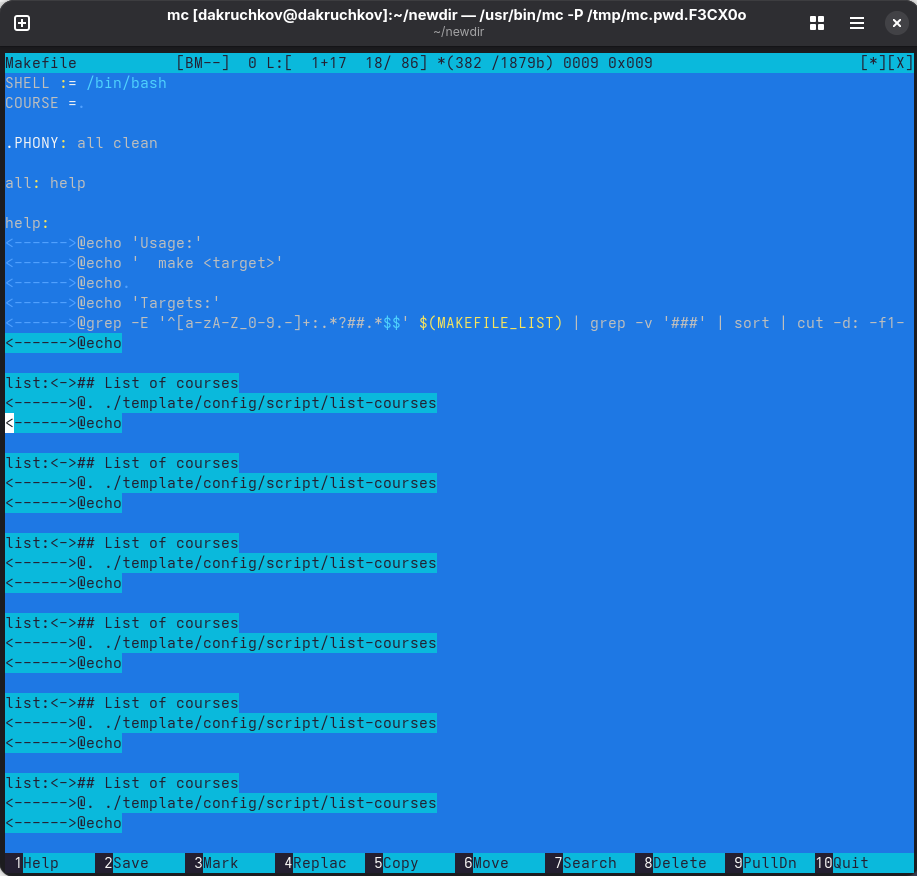 mc [dakruchkov@dakruchkov]:~/newdir — /usr/bin/mc -P /tmp/mc.pwd.F3CX0o
~/newdir
Makefile [BM--] 0 L:[ 1+17 18/ 86] *(382 /1879b) 0009 0x009 [*][X]
SHELL := /bin/bash
COURSE =.
.PHONY: all clean
all: help
help:
<------>@echo 'Usage:'
<------>@echo '  make <target>'
<------>@echo.
<------>@echo 'Targets:'
<------>@grep -E '^[a-zA-Z_0-9.-]+:.*?##.*$$' $(MAKEFILE_LIST) | grep -v '###' | sort | cut -d: -f1-
<------>@echo
list:<->## List of courses
<------>@. ./template/config/script/list-courses
<------>@echo
list:<->## List of courses
<------>@. ./template/config/script/list-courses
<------>@echo
list:<->## List of courses
<------>@. ./template/config/script/list-courses
<------>@echo
list:<->## List of courses
<------>@. ./template/config/script/list-courses
<------>@echo
list:<->## List of courses
<------>@. ./template/config/script/list-courses
<------>@echo
list:<->## List of courses
<------>@. ./template/config/script/list-courses
<------>@echo
1Help 2Save 3Mark 4Replac 5Copy 6Move 7Search 8Delete 9PullDn 10Quit